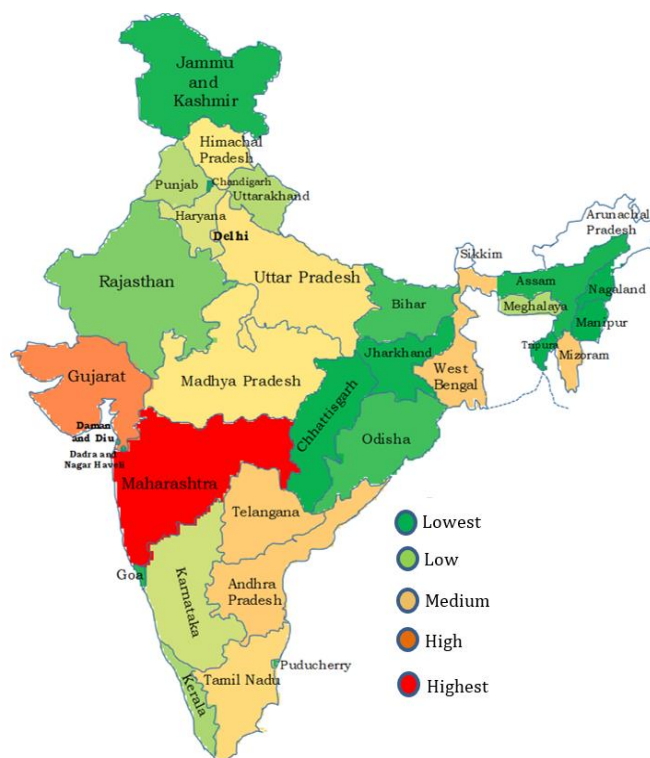 Jammu
and
Kashmir
Himachal
Pradesh
Punjab
Chandigarh
Uttarakhand
Haryana
Delhi
Arunachal
Pradesh
Sikkim
Rajasthan
Uttar Pradesh
Assam
Nagaland
Bihar
Meghalaya
Manipur
Tripura
Mizoram
Jharkhand
West
Bengal
Gujarat
Madhya Pradesh
Chhattisgarh
Daman
and Diu
Dadra and
Nagar Haveli
Odisha
Maharashtra
Telangana
Goa
Karnataka
Andhra
Pradesh
Puducherry
Kerala
Tamil Nadu
Lowest
Low
Medium
High
Highest